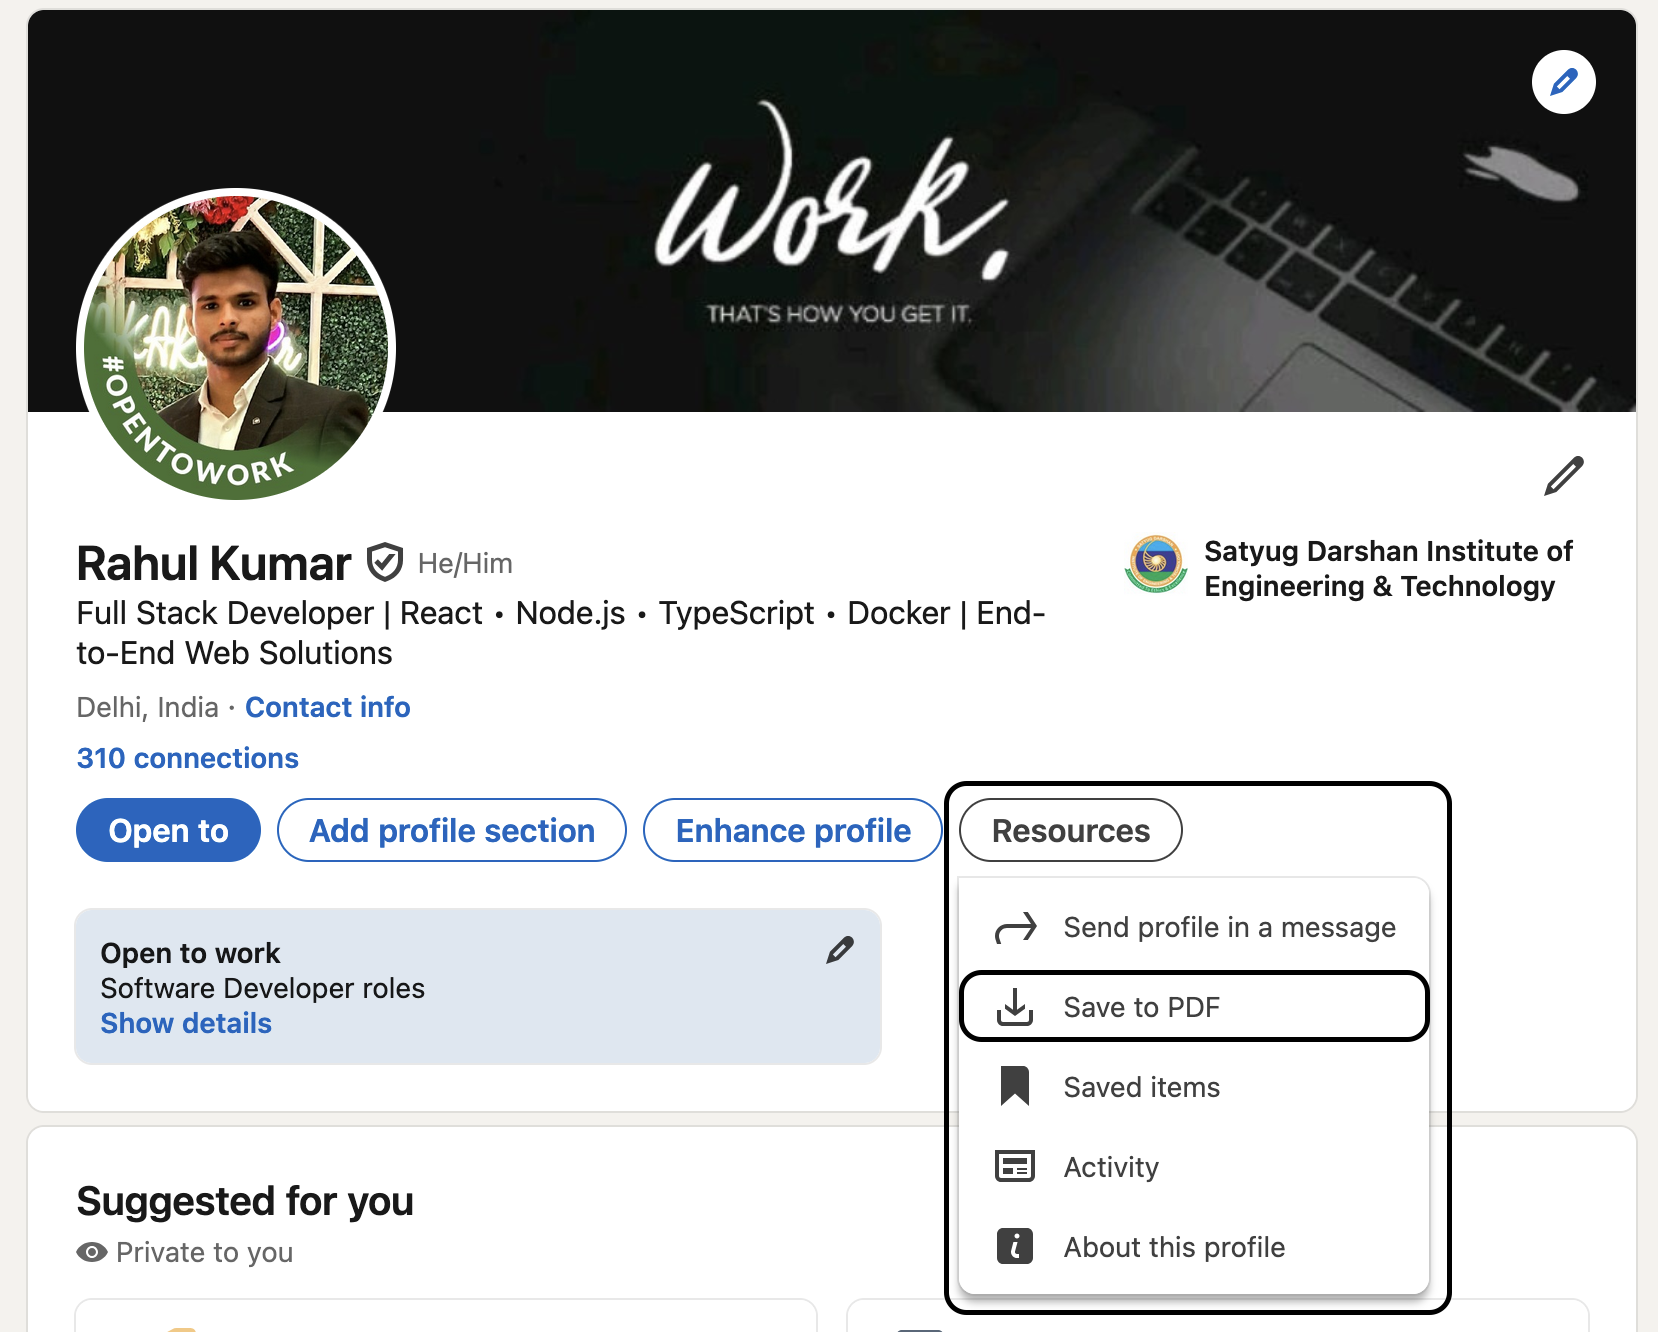 Work.
THAT'S HOW YOU GET IT.
#OPENTOWORK
Rahul Kumar He/Him
Full Stack Developer | React • Node.js • TypeScript • Docker | End-
to-End Web Solutions
Satyug Darshan Institute of
Engineering & Technology
Delhi, India · Contact info
310 connections
Open to
Add profile section
Enhance profile
Resources
Send profile in a message
Save to PDF
Saved items
Activity
About this profile
Open to work
Software Developer roles
Show details
Suggested for you
Private to you